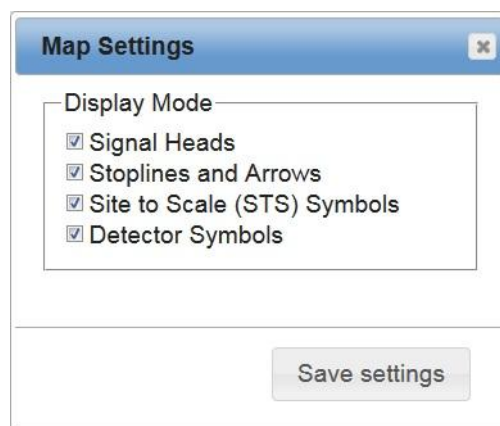 Map Settings
Display Mode
Signal Heads
Stoplines and Arrows
Site to Scale (STS) Symbols
Detector Symbols
Save settings